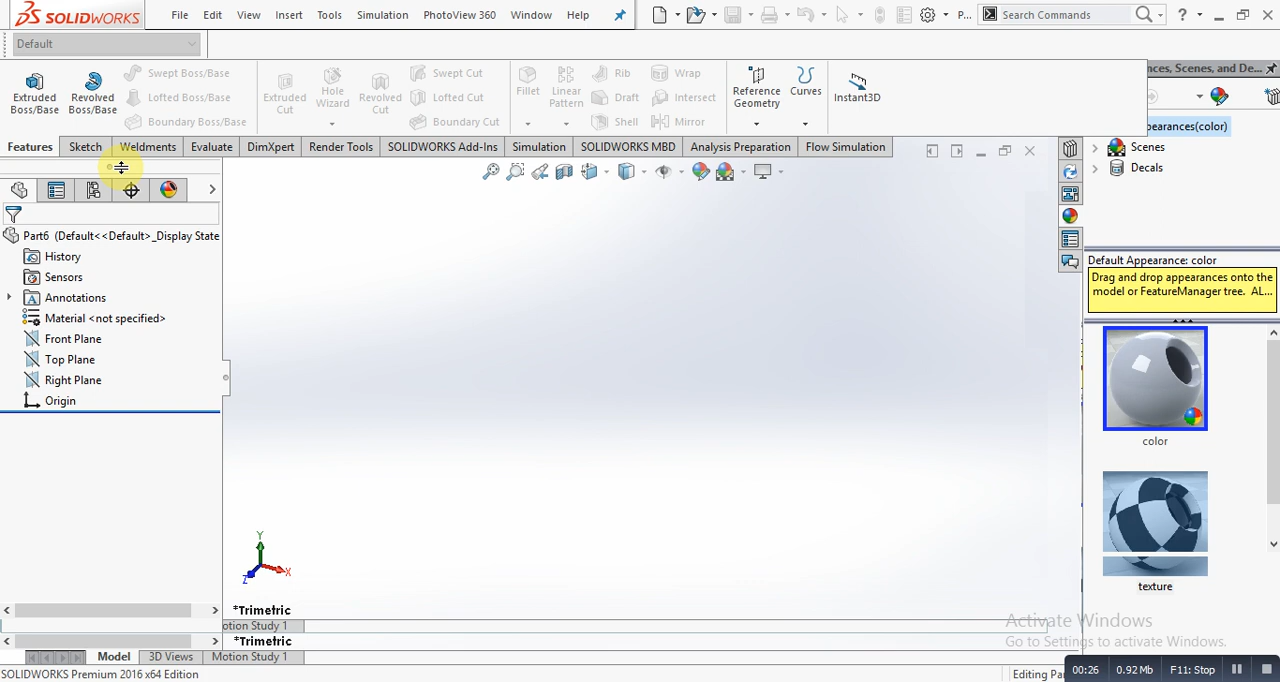 SOLIDWORKS File Edit View Insert Tools Simulation PhotoView 360 Window Help P... Search Commands ?
Default
Extruded Boss/Base
Revolved Boss/Base
Swept Boss/Base
Lofted Boss/Base
Boundary Boss/Base
Extruded Cut
Hole Wizard
Revolved Cut
Swept Cut
Lofted Cut
Boundary Cut
Fillet
Linear Pattern
Rib
Draft
Shell
Wrap
Intersect
Mirror
Reference Geometry
Curves
Instant3D
nces, Scenes, and De...
Features Sketch Weldments Evaluate DimXpert Render Tools SOLIDWORKS Add-Ins Simulation SOLIDWORKS MBD Analysis Preparation Flow Simulation
pearances(color)
Scenes
Decals
Part6 (Default<<Default>_Display State
History
Sensors
Annotations
Material <not specified>
Front Plane
Top Plane
Right Plane
Origin
Default Appearance: color
Drag and drop appearances onto the
model or FeatureManager tree. AL...
color
texture
Y
X
Z
*Trimetric
otion Study 1
*Trimetric
Model 3D Views Motion Study 1
Activate Windows
Go to Settings to activate Windows.
SOLIDWORKS Premium 2016 x64 Edition
Editing Pa
00:26 0.92 Mb F11: Stop